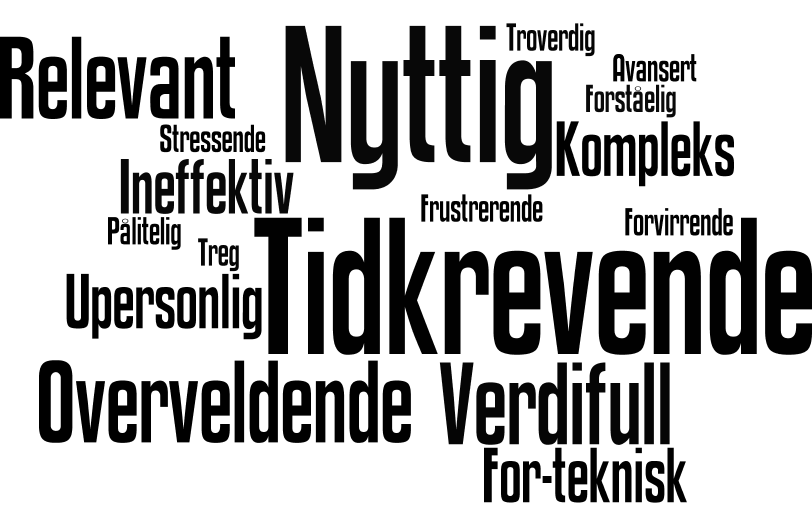 Relevant
Nyttig
Troverdig
Avansert
Forståelig
Stressende
Kompleks
Ineffektiv
Frustrerende
Forvirrende
Pålitelig
Treg
Tidkrevende
Upersonlig
Overveldende
Verdifull
For-teknisk